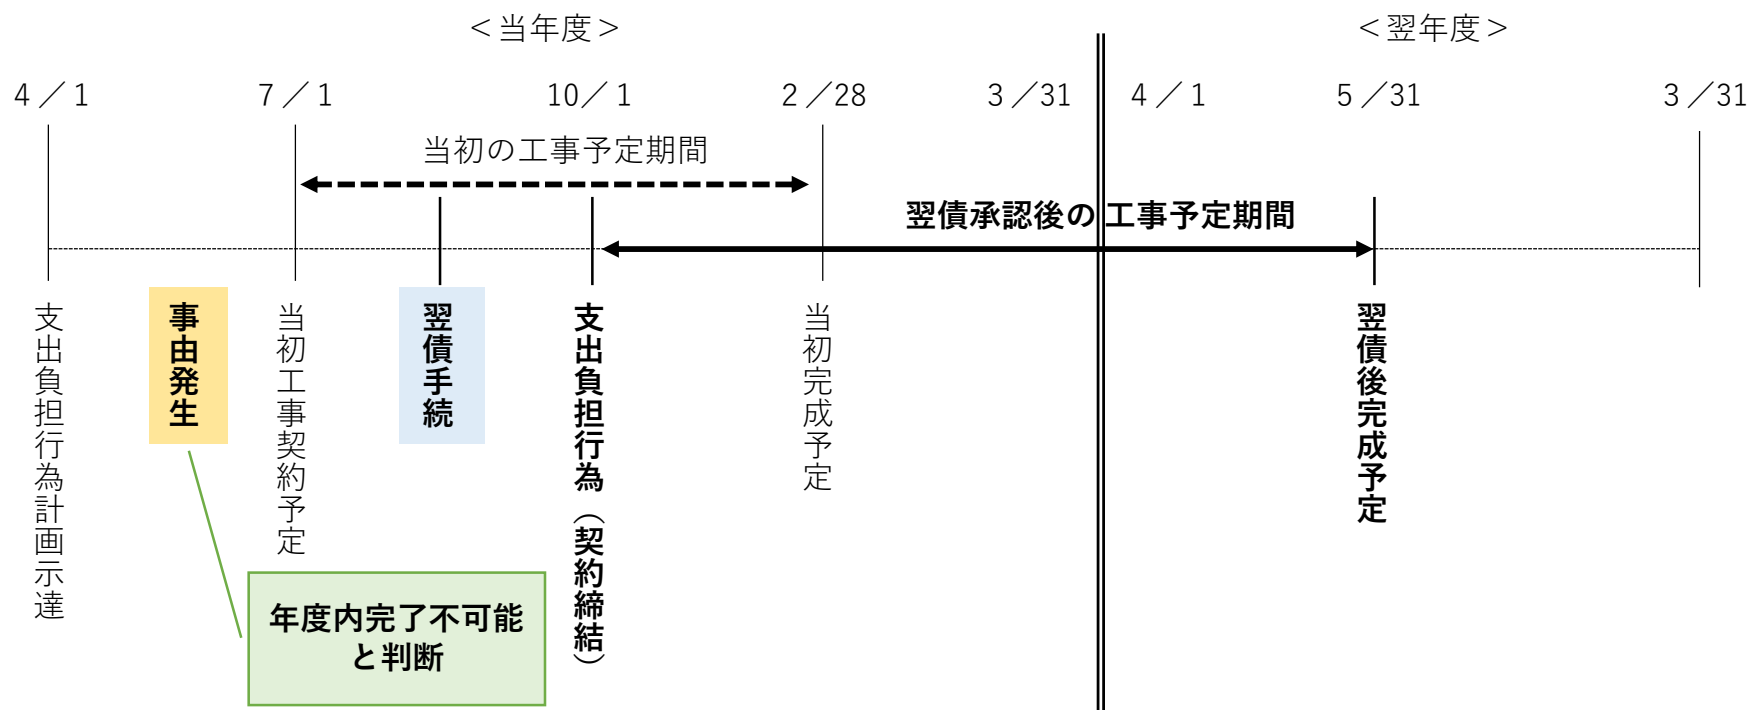 ＜当年度＞
＜翌年度＞
4／1
7／1
10／1
2／28
3／31
4／1
5／31
3／31
当初の工事予定期間
翌債承認後の工事予定期間
支出負担行為計画示達
事由発生
当初工事契約予定
翌債手続
支出負担行為（契約締結）
当初完成予定
翌債後完成予定
年度内完了不可能
と判断